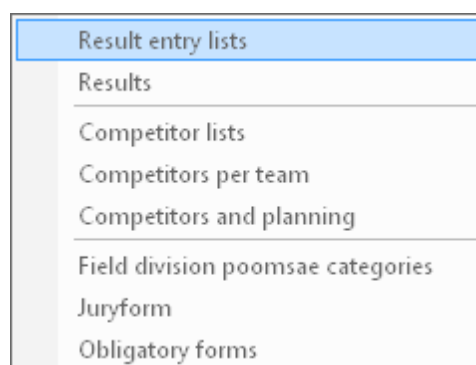 Result entry lists
Results
Competitor lists
Competitors per team
Competitors and planning
Field division poomsae categories
Juryform
Obligatory forms